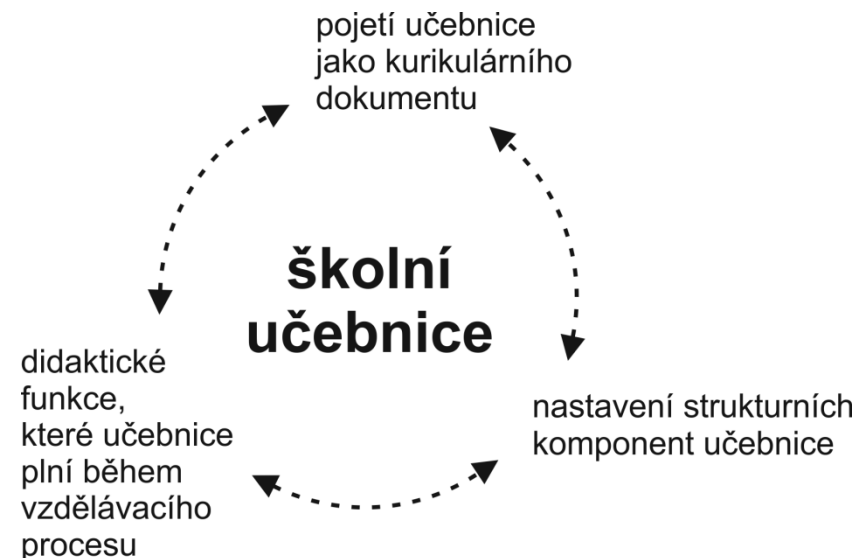 pojetí učebnice
jako kurikulárního
dokumentu
školní
učebnice
didaktické
funkce,
které učebnice
plní během
vzdělávacího
procesu
nastavení strukturních
komponent učebnice